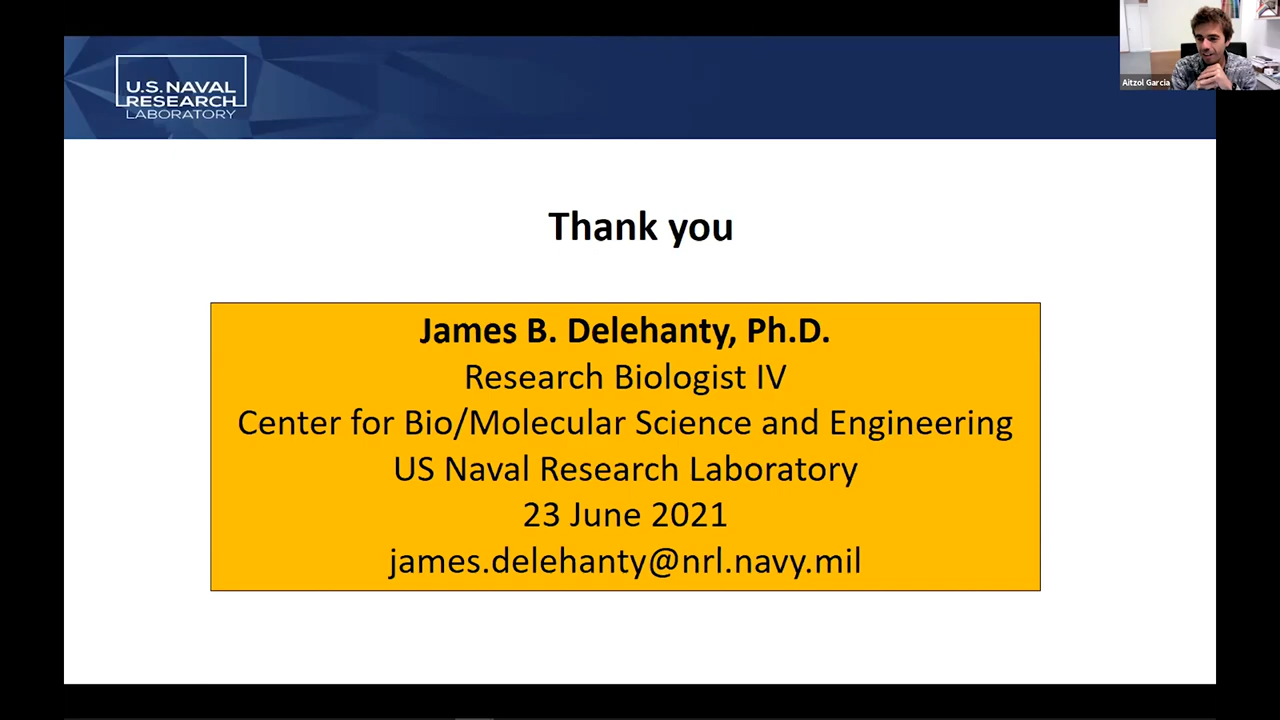 U.S. NAVAL
RESEARCH
LABORATORY
Aitzol Garcia
Thank you
James B. Delehanty, Ph.D.
Research Biologist IV
Center for Bio/Molecular Science and Engineering
US Naval Research Laboratory
23 June 2021
james.delehanty@nrl.navy.mil